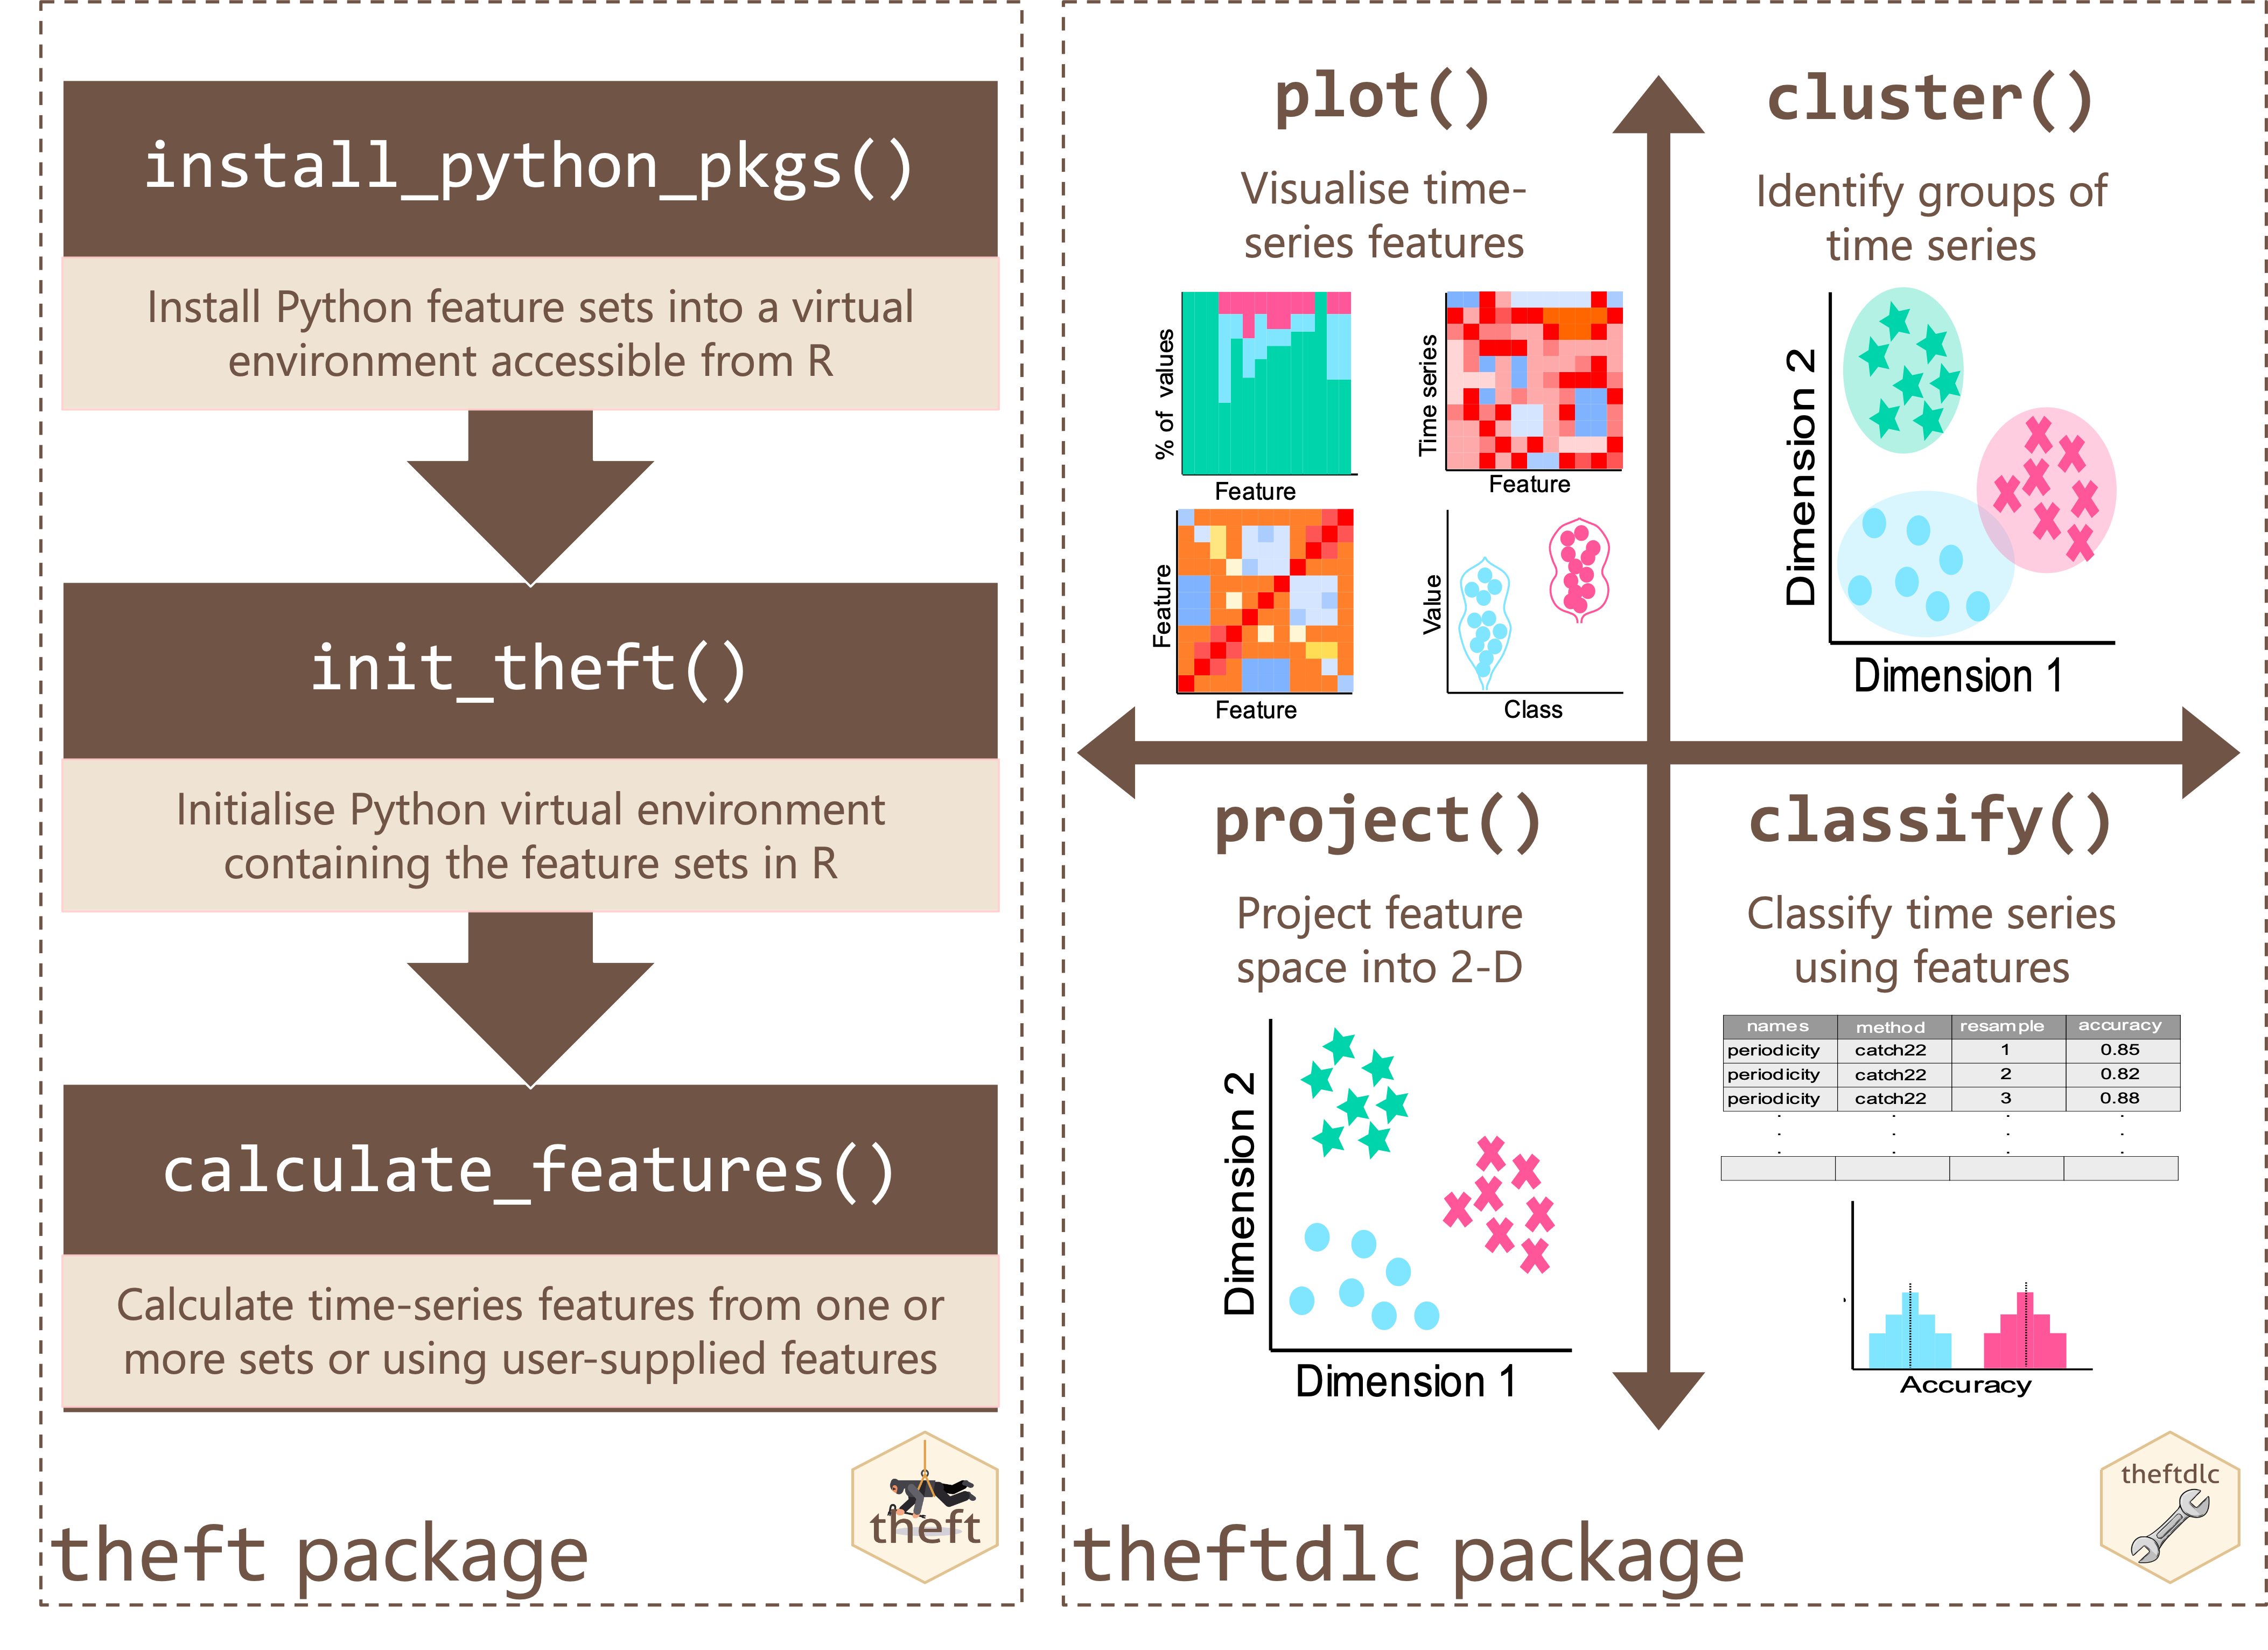 install_python_pkgs()
Install Python feature sets into a virtual
environment accessible from R
init_theft()
Initialise Python virtual environment
containing the feature sets in R
calculate_features()
Calculate time-series features from one or
more sets or using user-supplied features
theft
theft package
plot()
Visualise time-
series features
% of values
Feature
Time series
Feature
Feature
Feature
Value
Class
cluster()
Identify groups of
time series
Dimension 2
Dimension 1
project()
Project feature
space into 2-D
Dimension 2
Dimension 1
classify()
Classify time series
using features
names method resample accuracy
periodicity catch22 1 0.85
periodicity catch22 2 0.82
periodicity catch22 3 0.88
. . . .
. . . .
. . . .
Accuracy
theftdlc
theftdlc package